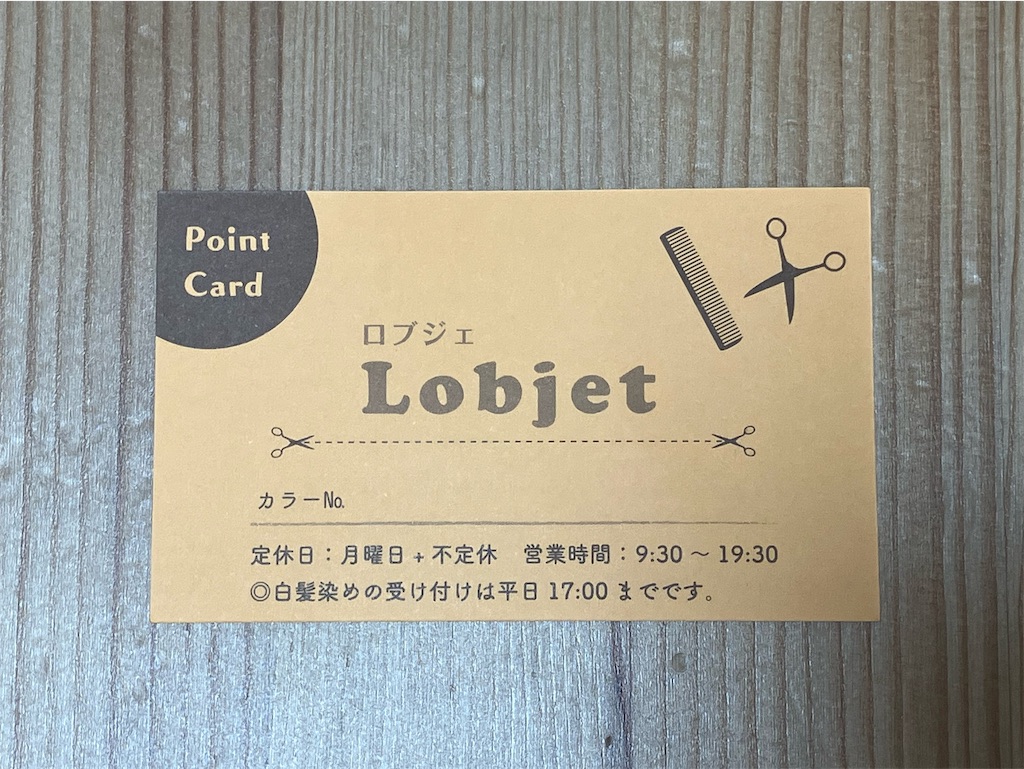 Point
Card
ロブジェ
Lobjet
カラー№
定休日：月曜日+不定休　営業時間：9:30 ～ 19:30
◎白髪染めの受け付けは平日 17:00 までです。